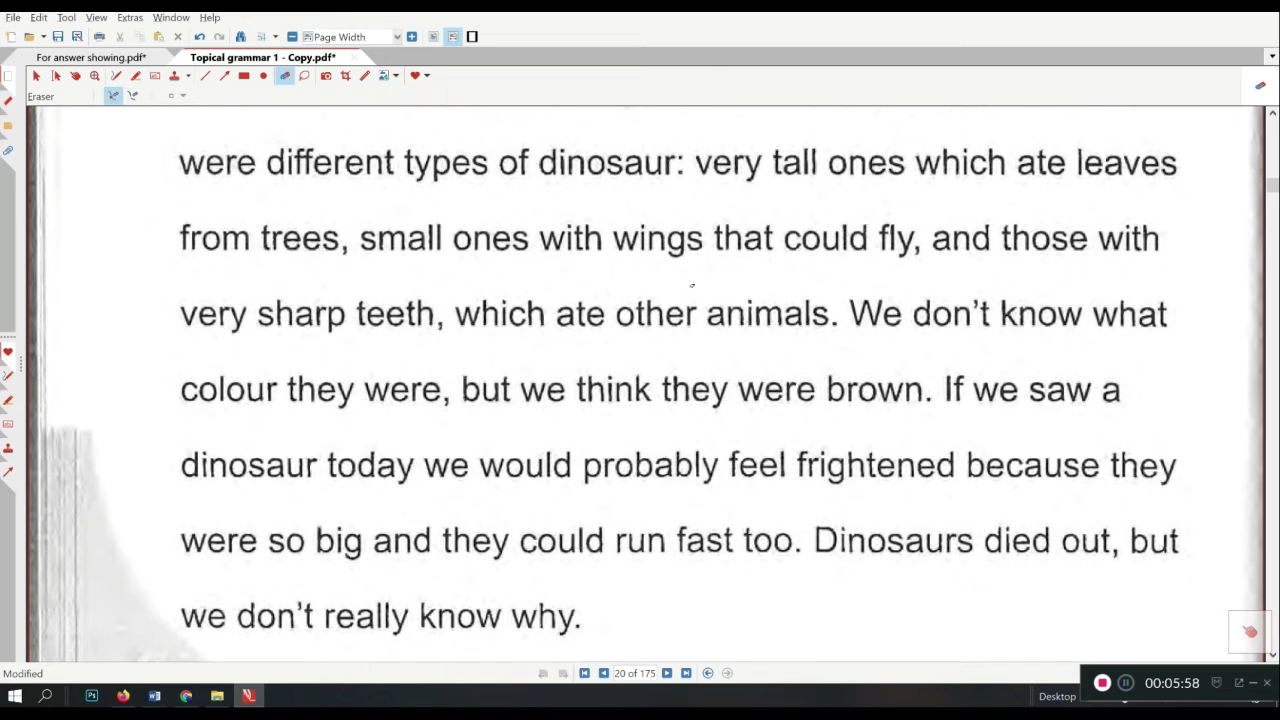 File Edit Tool View Extras Window Help
Page Width
For answer showing.pdf* Topical grammar 1 - Copy.pdf*
Eraser
were different types of dinosaur: very tall ones which ate leaves
from trees, small ones with wings that could fly, and those with
very sharp teeth, which ate other animals. We don't know what
colour they were, but we think they were brown. If we saw a
dinosaur today we would probably feel frightened because they
were so big and they could run fast too. Dinosaurs died out, but
we don't really know why.
Modified 20 of 175
Desktop 00:05:58